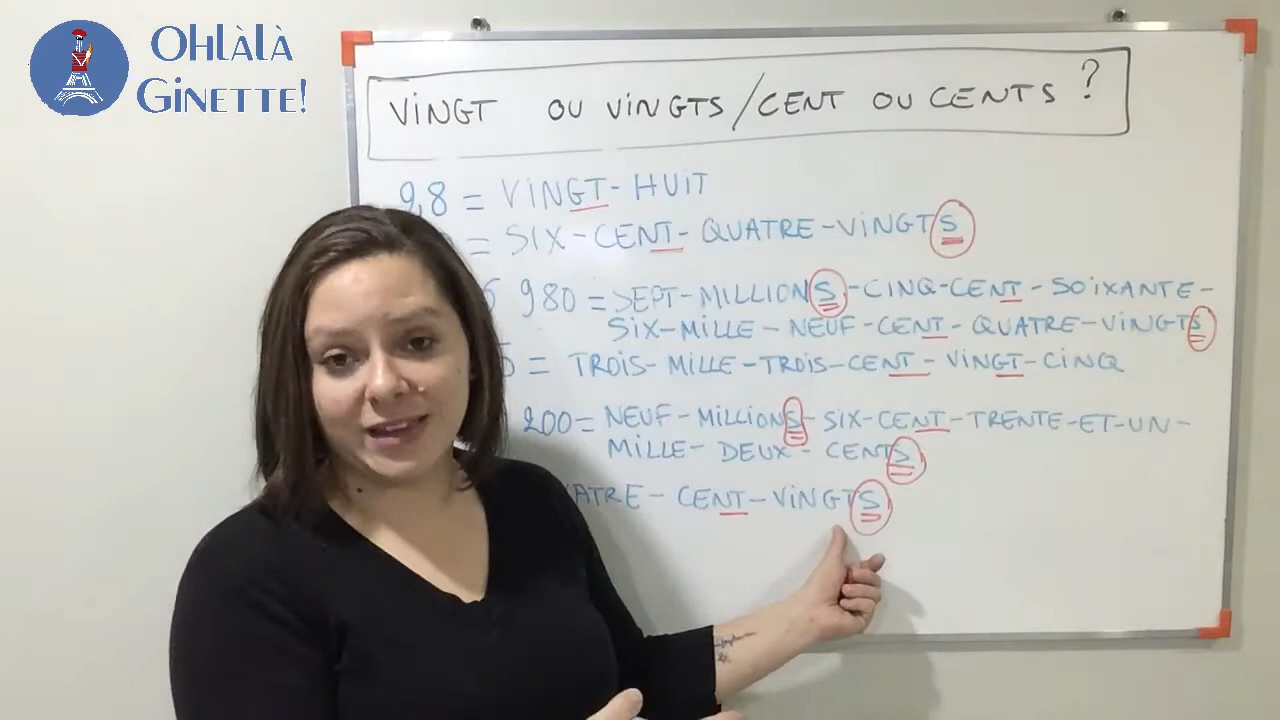 OHLÀLÀ
GINETTE!
VINGT OU VINGTS/CENT OU CENTS ?
28 = VINGT-HUIT
= SIX-CENT-QUATRE-VINGTS
6 980 = SEPT-MILLIONS-CINQ-CENT-SOIXANTE-
SIX-MILLE-NEUF-CENT-QUATRE-VINGTS
5 = TROIS-MILLE-TROIS-CENT-VINGT-CINQ
200 = NEUF-MILLIONS-SIX-CENT-TRENTE-ET-UN-
MILLE-DEUX-CENTS
ATRE-CENT-VINGTS